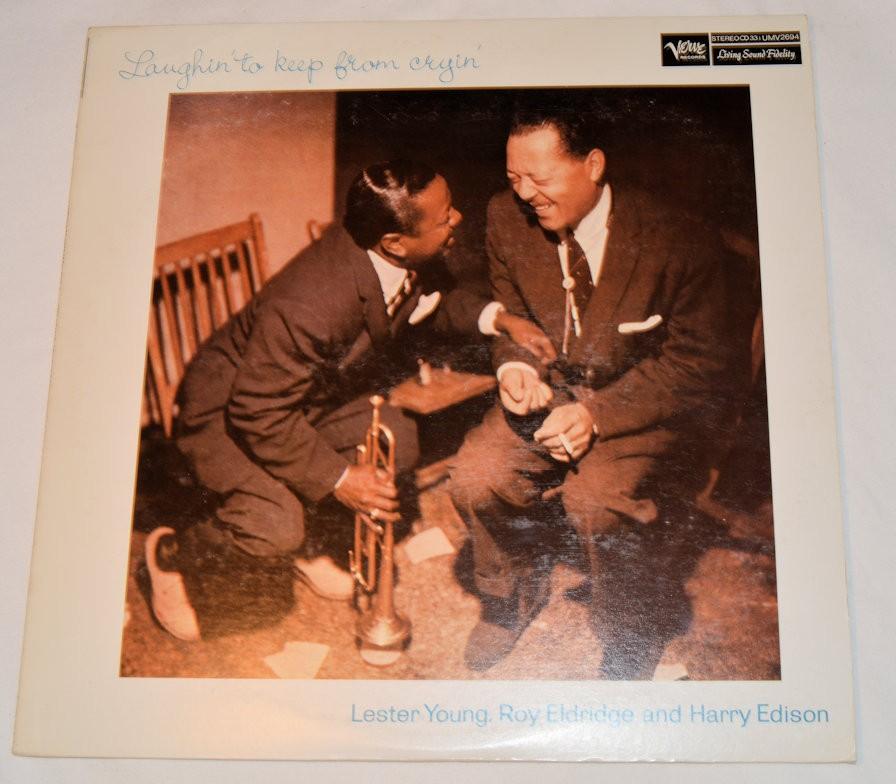 Laughin' to keep from cryin'
Verve
RECORDS
STEREO CD 33⅓ UMV2694
Living Sound Fidelity
Lester Young. Roy Eldridge and Harry Edison